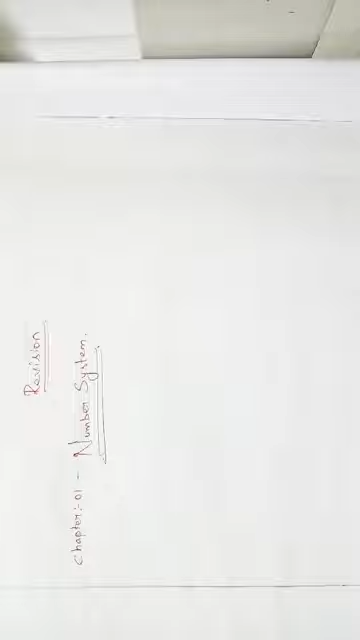 Revision
Chapter:- 01 - Number System.